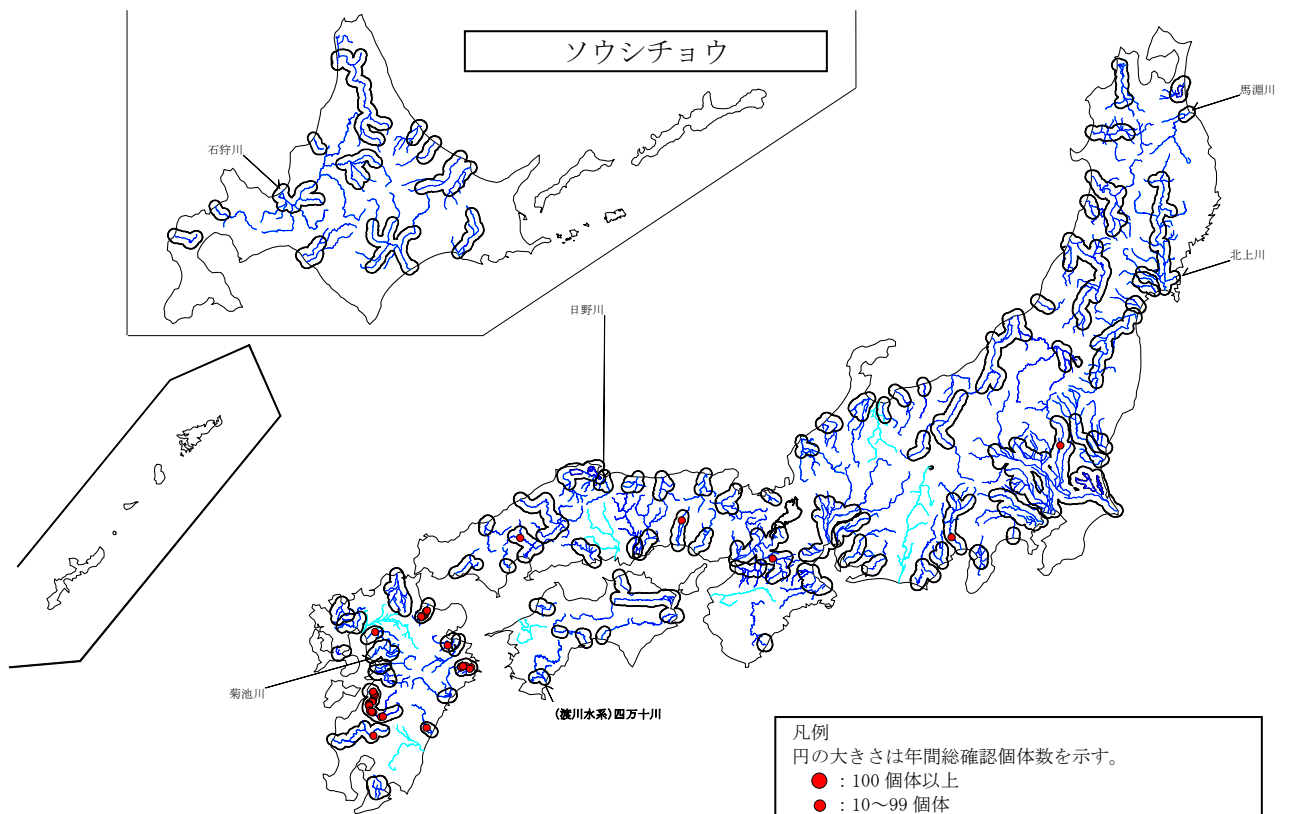 ソウシチョウ
馬淵川
石狩川
北上川
日野川
菊池川
(渡川水系)四万十川
凡例
円の大きさは年間総確認個体数を示す。
：100 個体以上
：10～99 個体